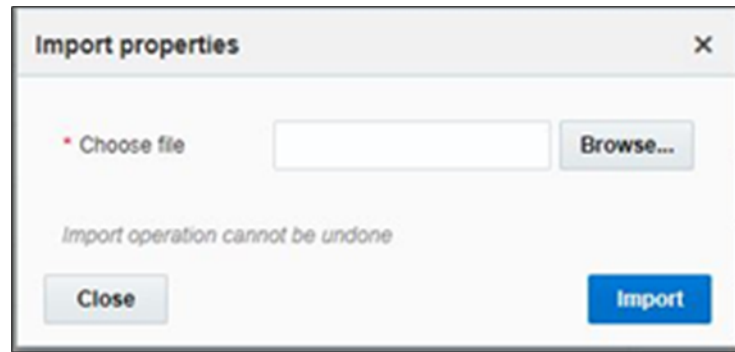 Import properties ×
* Choose file Browse...
Import operation cannot be undone
Close Import